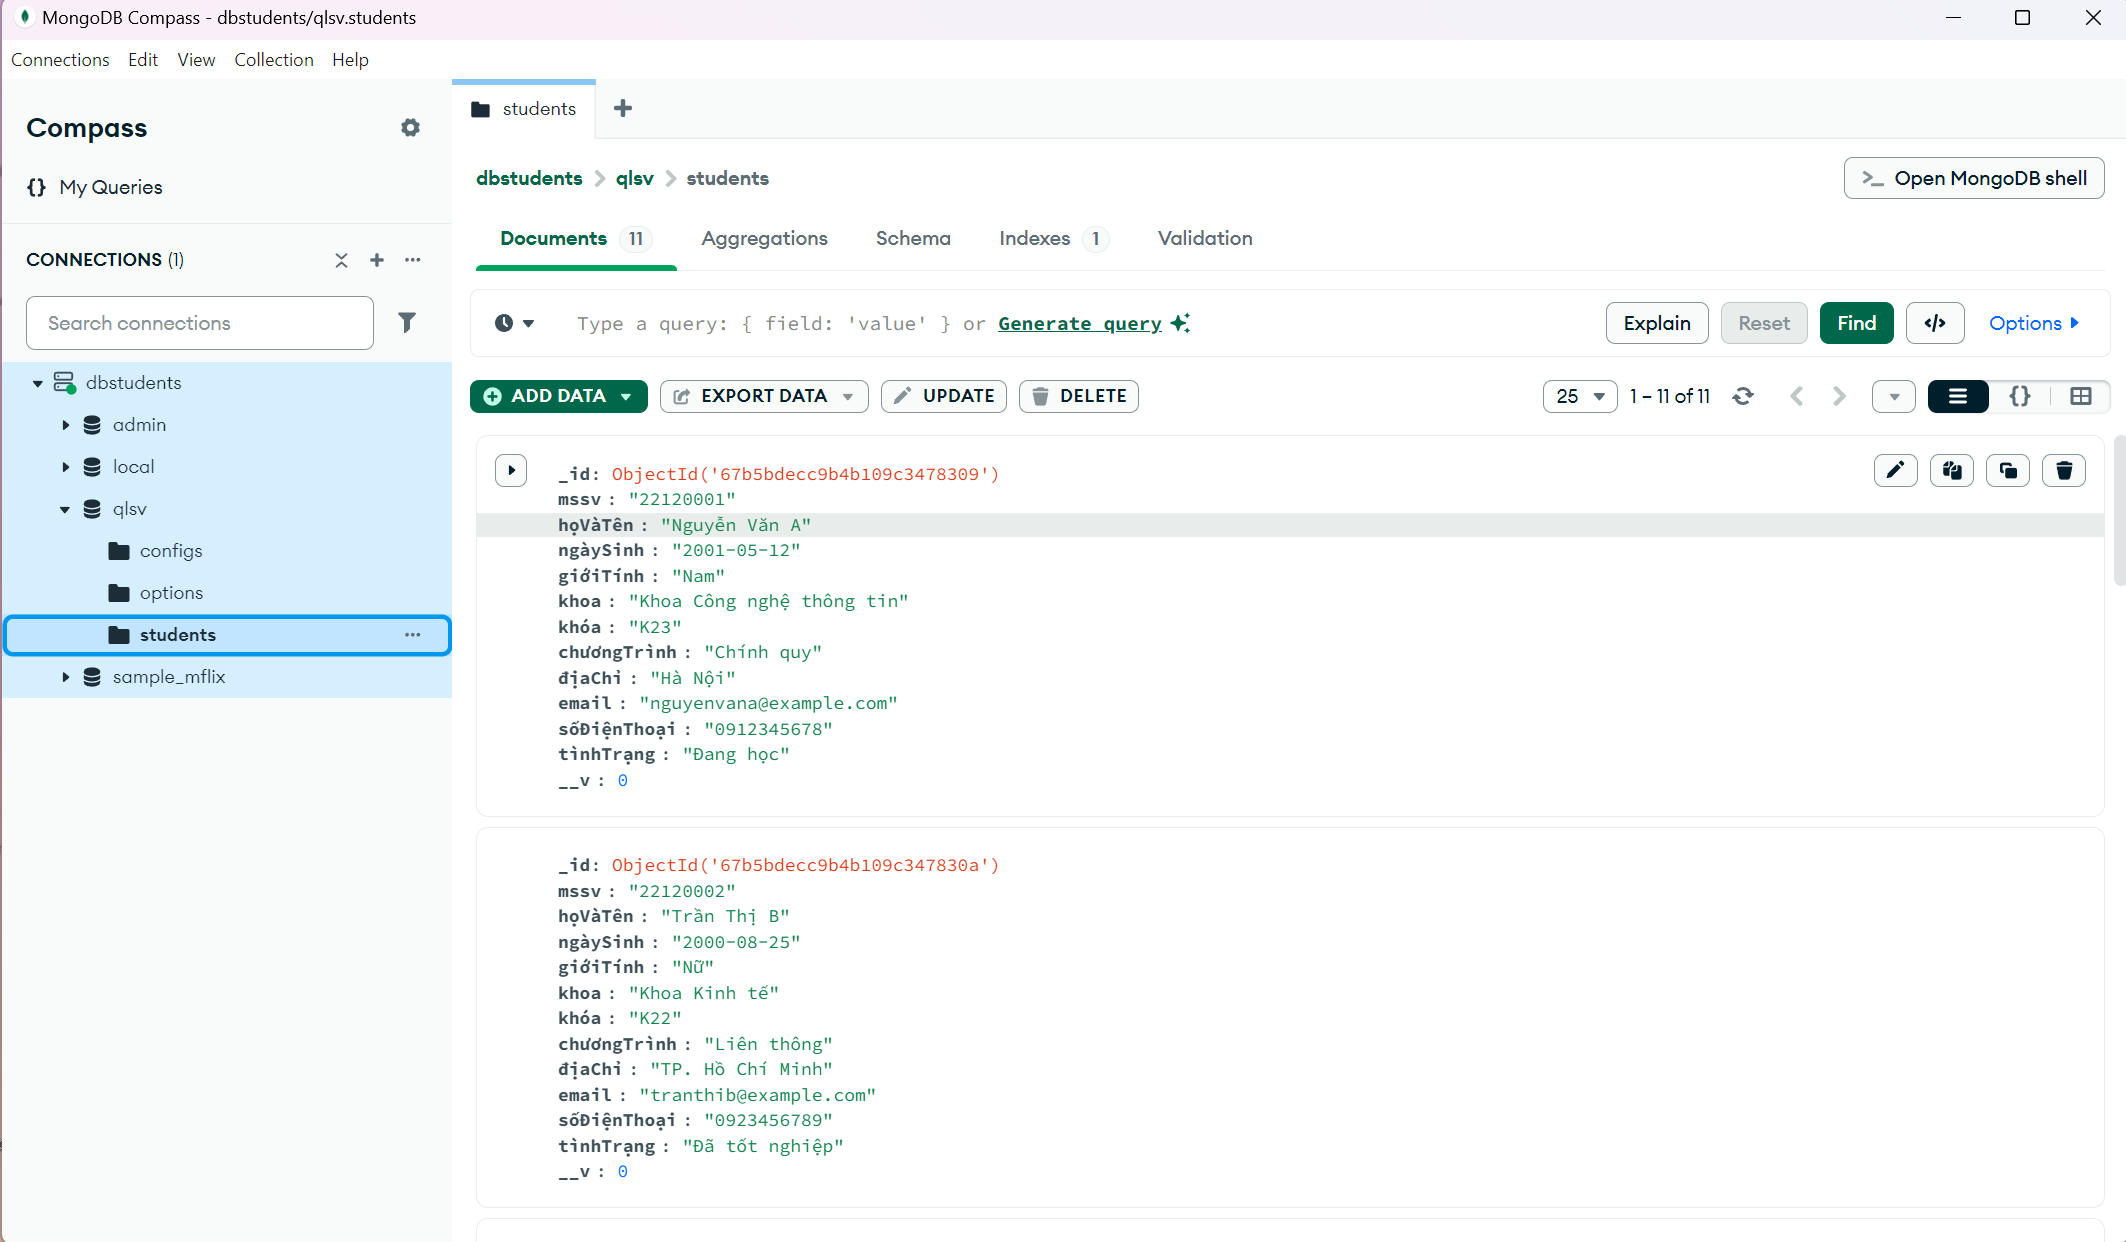 MongoDB Compass - dbstudents/qlsv.students
Connections Edit View Collection Help
Compass
{} My Queries
CONNECTIONS (1)
Search connections
dbstudents
admin
local
qlsv
configs
options
students
sample_mflix
students
dbstudents > qlsv > students
>_ Open MongoDB shell
Documents 11 Aggregations Schema Indexes 1 Validation
Type a query: { field: 'value' } or Generate query
Explain Reset Find </> Options
ADD DATA EXPORT DATA UPDATE DELETE
25 1 – 11 of 11 {}
_id: ObjectId('67b5bdecc9b4b109c3478309')
mssv : "22120001"
họVàTên : "Nguyễn Văn A"
ngàySinh : "2001-05-12"
giớiTính : "Nam"
khoa : "Khoa Công nghệ thông tin"
khóa : "K23"
chươngTrình : "Chính quy"
địaChỉ : "Hà Nội"
email : "nguyenvana@example.com"
sốĐiệnThoại : "0912345678"
tìnhTrạng : "Đang học"
__v : 0
_id: ObjectId('67b5bdecc9b4b109c347830a')
mssv : "22120002"
họVàTên : "Trần Thị B"
ngàySinh : "2000-08-25"
giớiTính : "Nữ"
khoa : "Khoa Kinh tế"
khóa : "K22"
chươngTrình : "Liên thông"
địaChỉ : "TP. Hồ Chí Minh"
email : "tranthib@example.com"
sốĐiệnThoại : "0923456789"
tìnhTrạng : "Đã tốt nghiệp"
__v : 0